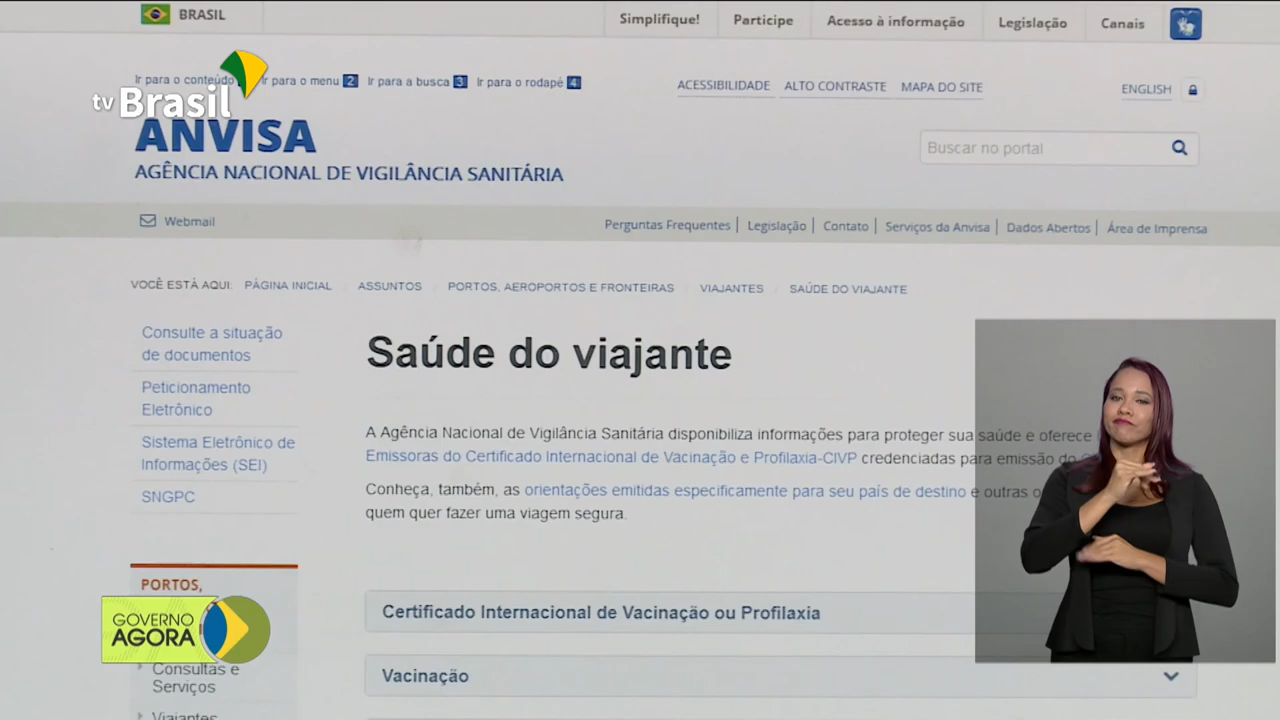 BRASIL
Simplifique!
Participe
Acesso à informação
Legislação
Canais
Ir para o conteúdo
Ir para o menu 2
Ir para a busca 3
Ir para o rodapé 4
ACESSIBILIDADE
ALTO CONTRASTE
MAPA DO SITE
ENGLISH
tv Brasil
ANVISA
AGÊNCIA NACIONAL DE VIGILÂNCIA SANITÁRIA
Buscar no portal
Webmail
Perguntas Frequentes
Legislação
Contato
Serviços da Anvisa
Dados Abertos
Área de Imprensa
VOCÊ ESTÁ AQUI: PÁGINA INICIAL ASSUNTOS PORTOS, AEROPORTOS E FRONTEIRAS VIAJANTES SAÚDE DO VIAJANTE
Consulte a situação
de documentos
Peticionamento
Eletrônico
Sistema Eletrônico de
Informações (SEI)
SNGPC
Saúde do viajante
A Agência Nacional de Vigilância Sanitária disponibiliza informações para proteger sua saúde e oferece
Emissoras do Certificado Internacional de Vacinação e Profilaxia-CIVP credenciadas para emissão do
Conheça, também, as orientações emitidas especificamente para seu país de destino e outras
quem quer fazer uma viagem segura.
PORTOS,
GOVERNO
AGORA
Consultas e
Serviços
Viajantes
Certificado Internacional de Vacinação ou Profilaxia
Vacinação